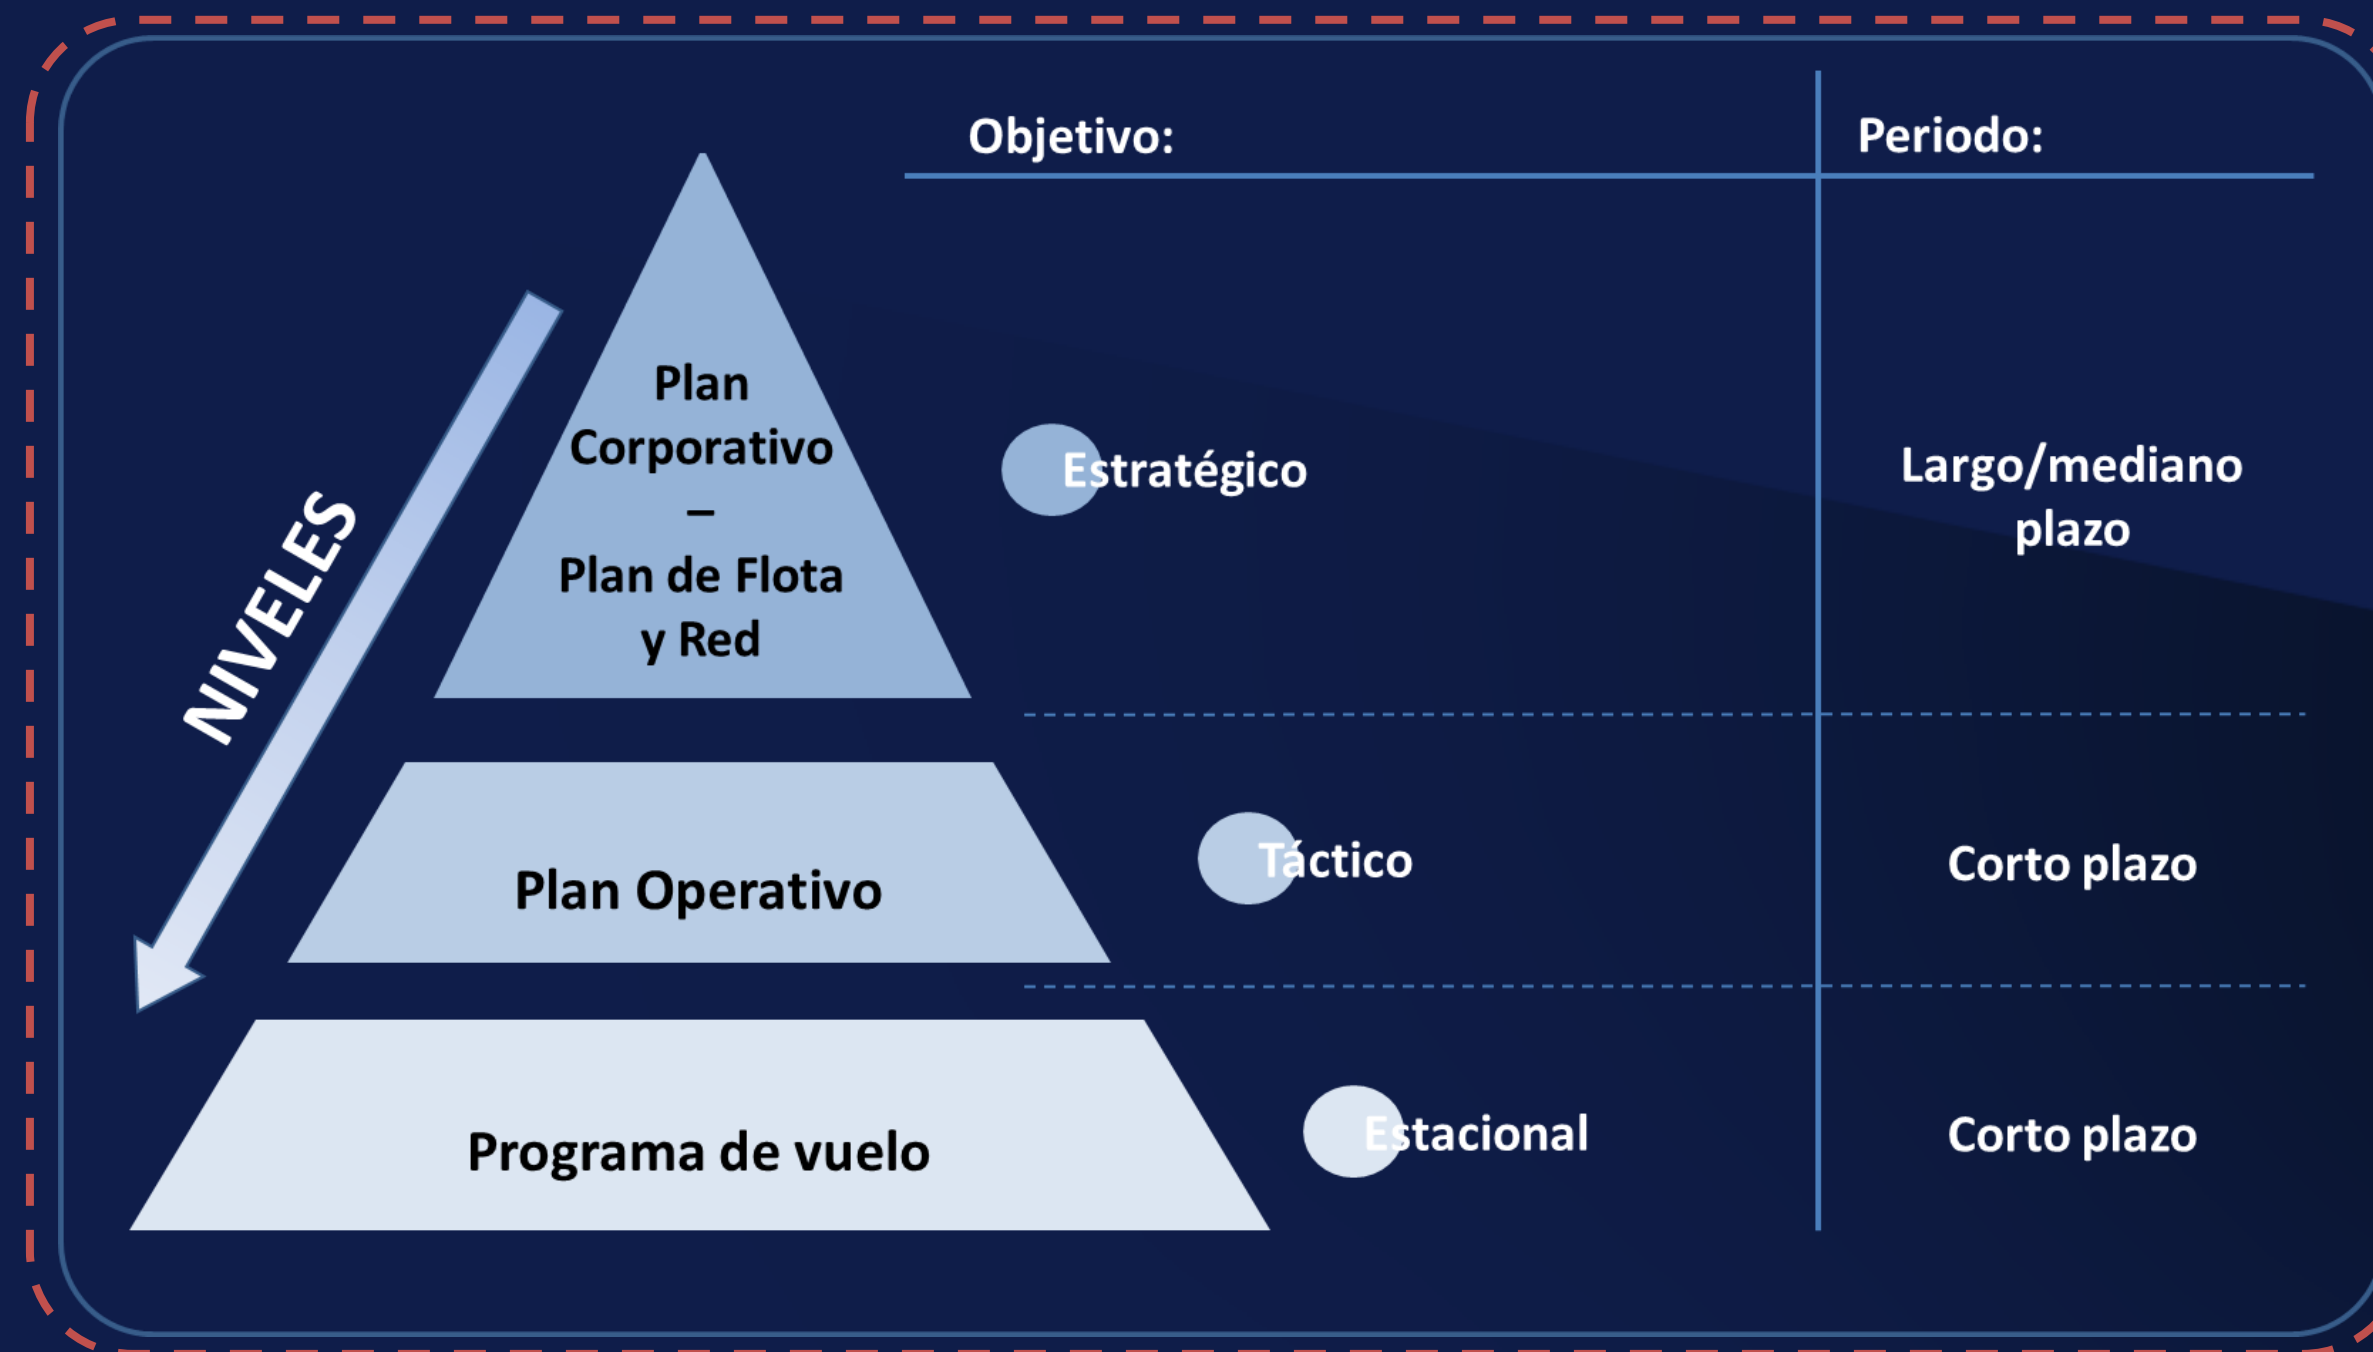 Objetivo:
Periodo:
NIVELES
Plan
Corporativo
–
Plan de Flota
y Red
Estratégico
Largo/mediano
plazo
Plan Operativo
Táctico
Corto plazo
Programa de vuelo
Estacional
Corto plazo